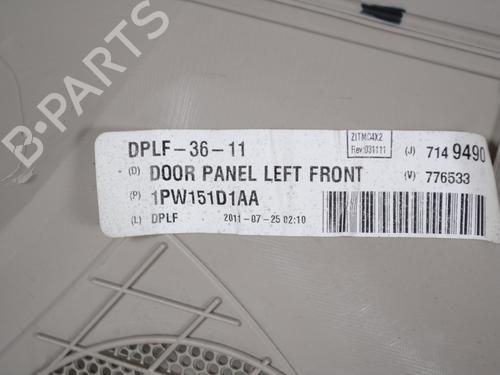 B-PARTS
DPLF-36-11
ZITMC4X2
Rev:031111
(J) 7149490
(D) DOOR PANEL LEFT FRONT
(V) 776533
(P) 1PW151D1AA
(L) DPLF 2011-07-25 02:10